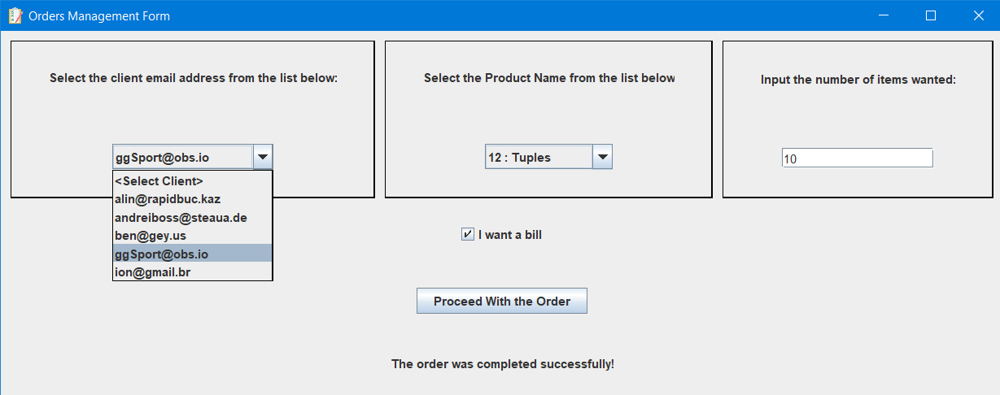 Orders Management Form
Select the client email address from the list below:
Select the Product Name from the list below
Input the number of items wanted:
ggSport@obs.io
12 : Tuples
10
<Select Client>
alin@rapidbuc.kaz
andreiboss@steaua.de
ben@gey.us
ggSport@obs.io
ion@gmail.br
I want a bill
Proceed With the Order
The order was completed successfully!